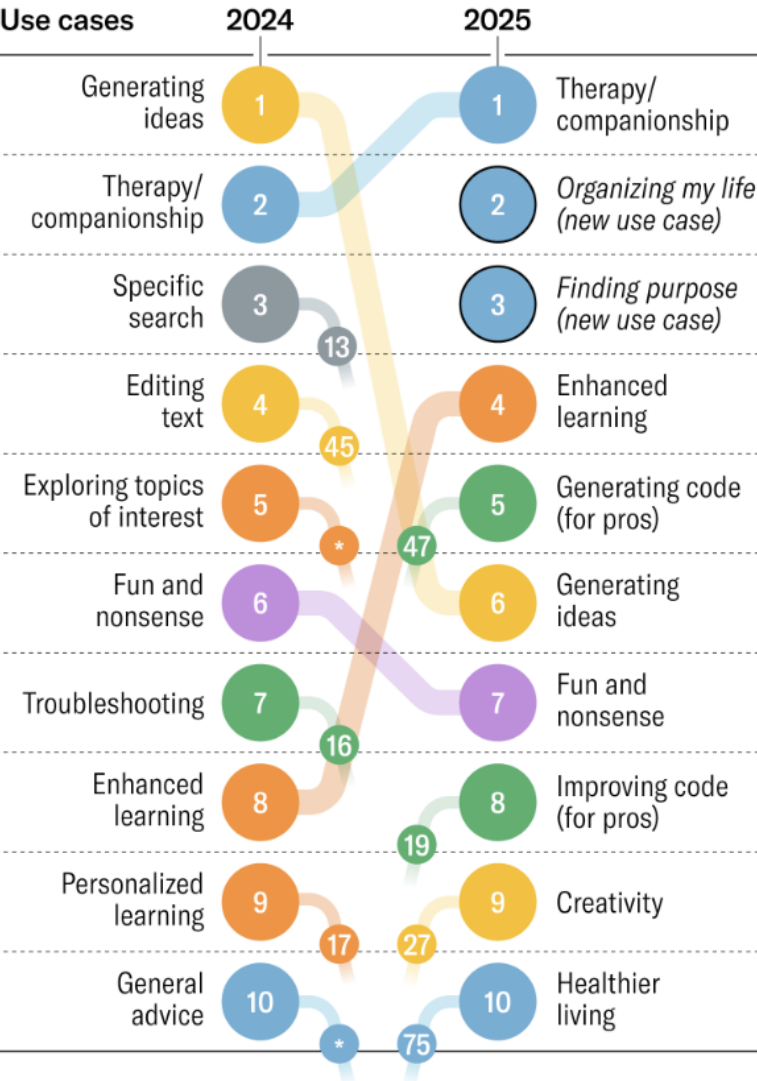 Use cases 2024 2025
Generating
ideas
1
1
Therapy/
companionship
Therapy/
companionship
2
2
Organizing my life
(new use case)
Specific
search
3
13
3
Finding purpose
(new use case)
Editing
text
4
45
4
Enhanced
learning
Exploring topics
of interest
5
*
47
5
Generating code
(for pros)
Fun and
nonsense
6
6
Generating
ideas
Troubleshooting
7
16
7
Fun and
nonsense
Enhanced
learning
8
19
8
Improving code
(for pros)
Personalized
learning
9
17
27
9
Creativity
General
advice
10
*
75
10
Healthier
living